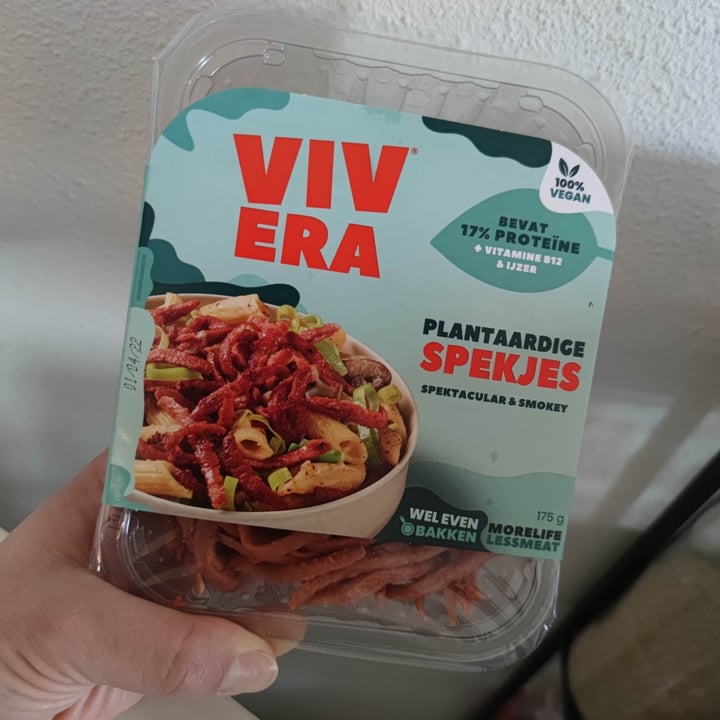 VIV
ERA®
100%
VEGAN
BEVAT
17% PROTEÏNE
+ VITAMINE B12
& IJZER
PLANTAARDIGE
SPEKJES
SPEKTACULAR & SMOKEY
01/04/22
175 g
WEL EVEN
BAKKEN
MORELIFE
LESSMEAT